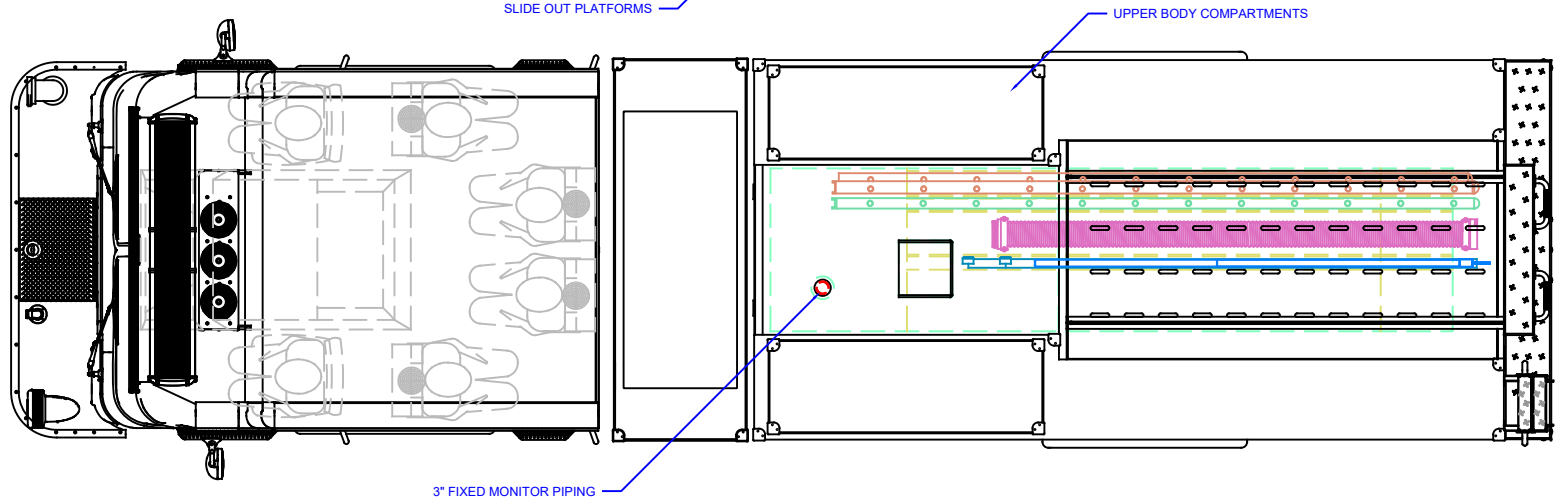 SLIDE OUT PLATFORMS
UPPER BODY COMPARTMENTS
3" FIXED MONITOR PIPING